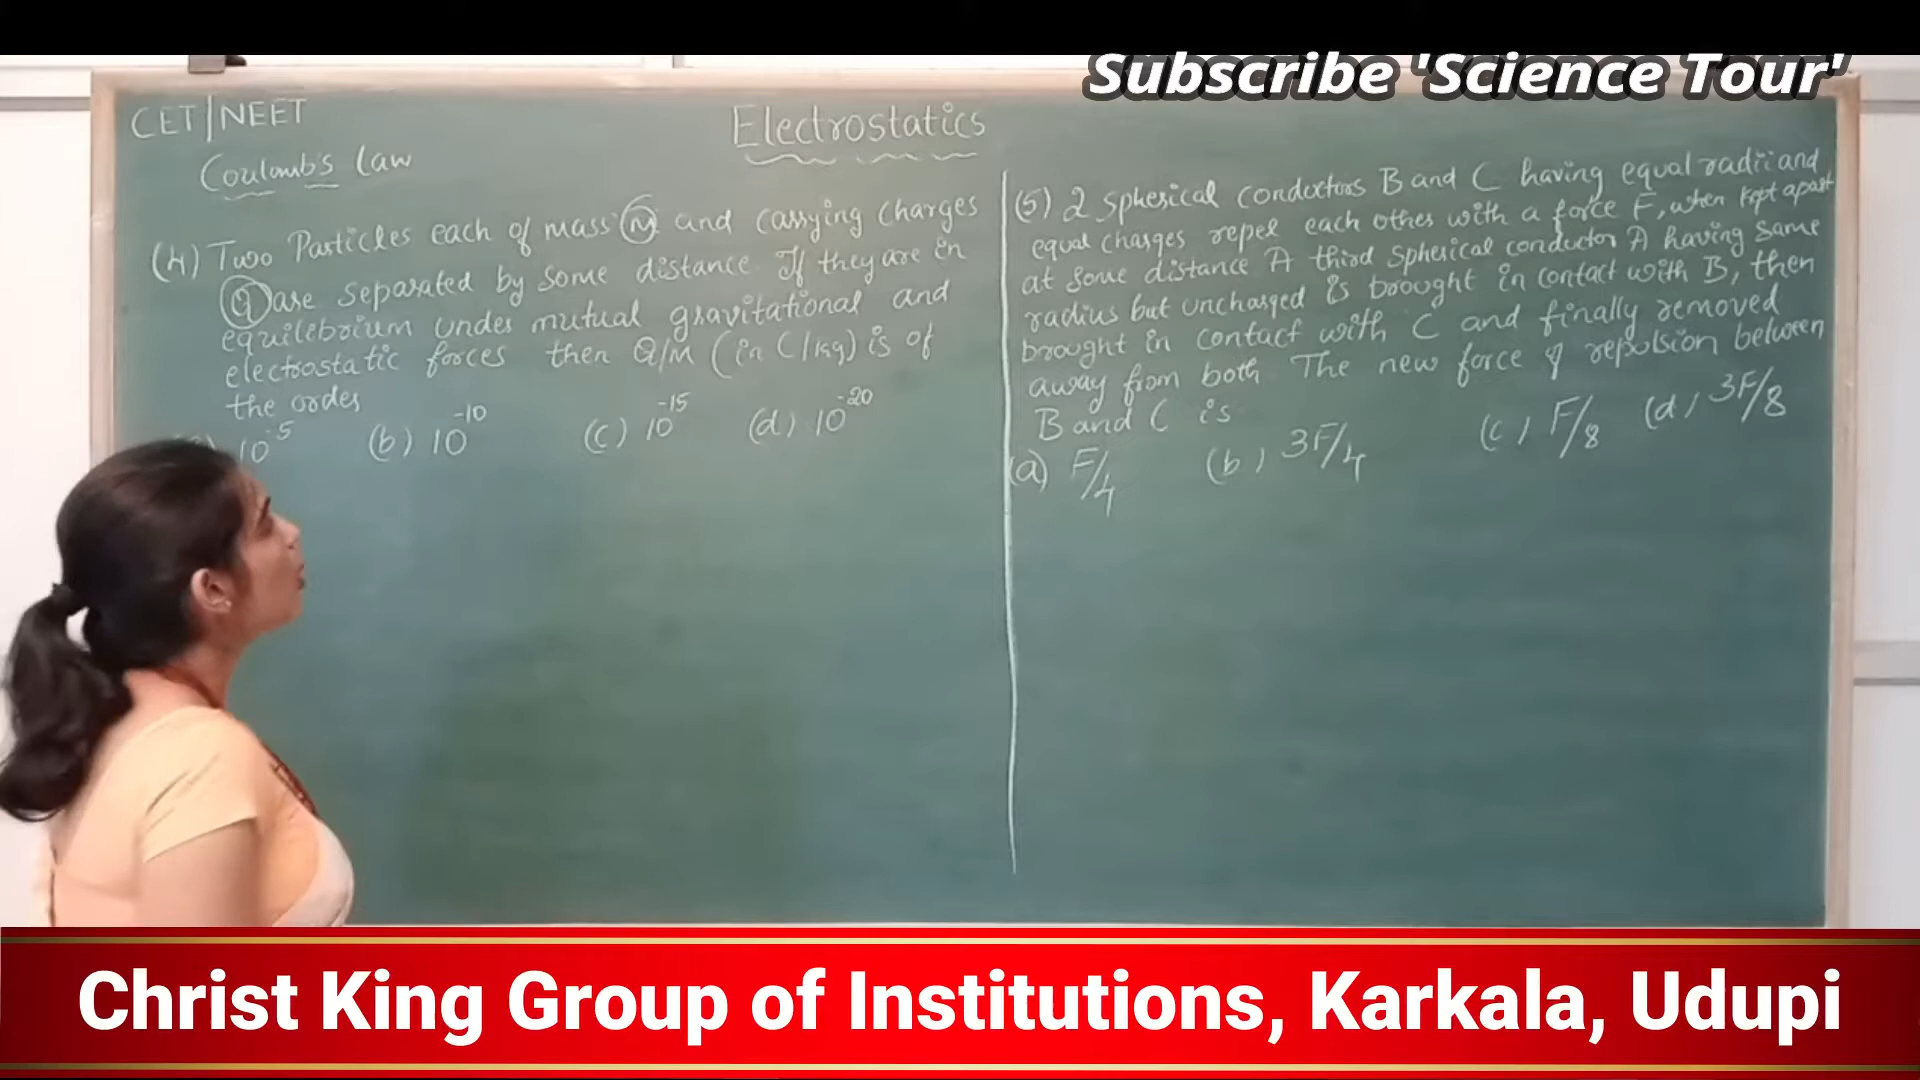 Subscribe 'Science Tour'
CET|NEET
Electrostatics
Coulomb's Law
(4) Two Particles each of mass M and carrying charges
Q are separated by some distance. If they are in
equilibrium under mutual gravitational and
electrostatic forces then Q/M (in C/kg) is of
the order
10^-5 (b) 10^-10 (c) 10^-15 (d) 10^-20
(5) 2 spherical conductors B and C having equal radii and
equal charges repel each other with a force F, when kept apart
at some distance A third spherical conductor A having same
radius but uncharged is brought in contact with B, then
brought in contact with C and finally removed
away from both The new force of repulsion between
B and C is
(a) F/4 (b) 3F/4 (c) F/8 (d) 3F/8
Christ King Group of Institutions, Karkala, Udupi